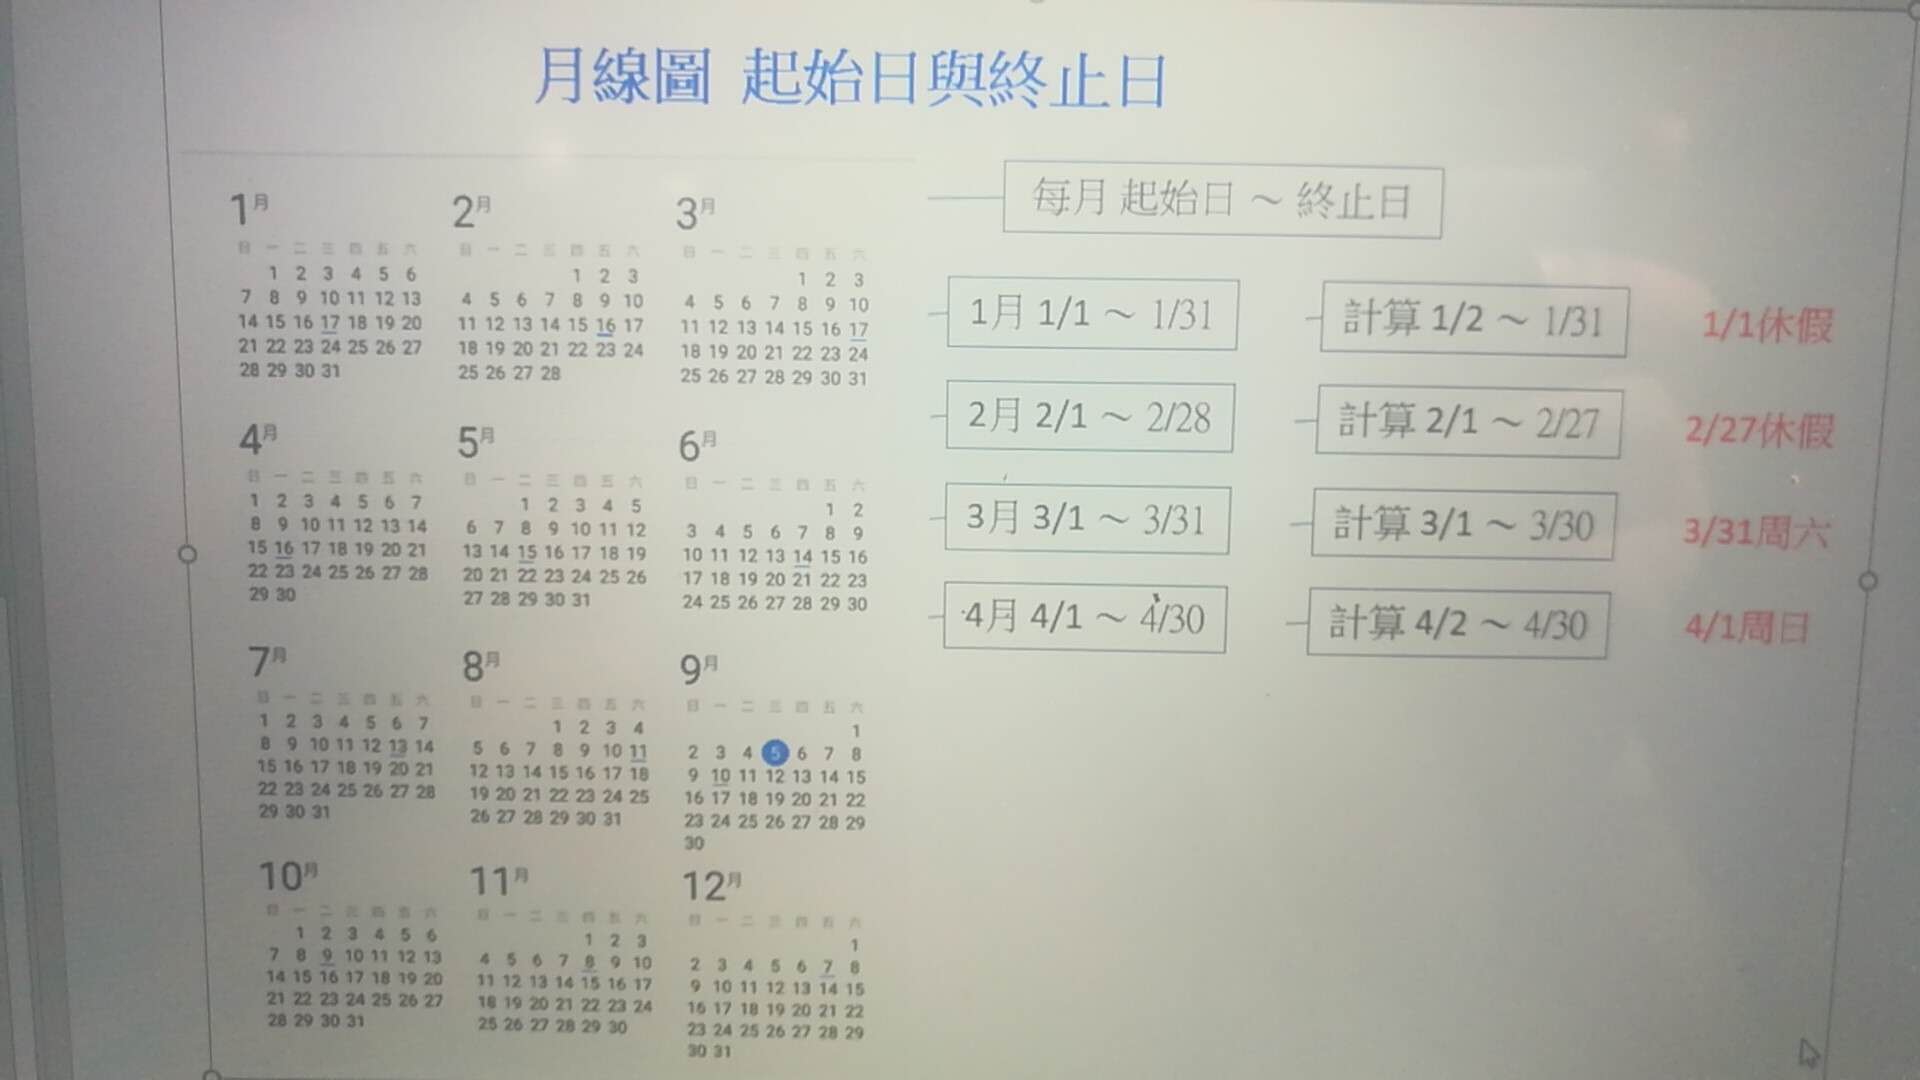 月線圖 起始日與終止日
每月 起始日 ~ 終止日
1月 1/1 ~ 1/31
計算 1/2 ~ 1/31
1/1休假
2月 2/1 ~ 2/28
計算 2/1 ~ 2/27
2/27休假
3月 3/1 ~ 3/31
計算 3/1 ~ 3/30
3/31周六
4月 4/1 ~ 4/30
計算 4/2 ~ 4/30
4/1周日
1月
日 一 二 三 四 五 六
1 2 3 4 5 6
7 8 9 10 11 12 13
14 15 16 17 18 19 20
21 22 23 24 25 26 27
28 29 30 31
2月
日 一 二 三 四 五 六
1 2 3
4 5 6 7 8 9 10
11 12 13 14 15 16 17
18 19 20 21 22 23 24
25 26 27 28
3月
日 一 二 三 四 五 六
1 2 3
4 5 6 7 8 9 10
11 12 13 14 15 16 17
18 19 20 21 22 23 24
25 26 27 28 29 30 31
4月
日 一 二 三 四 五 六
1 2 3 4 5 6 7
8 9 10 11 12 13 14
15 16 17 18 19 20 21
22 23 24 25 26 27 28
29 30
5月
日 一 二 三 四 五 六
1 2 3 4 5
6 7 8 9 10 11 12
13 14 15 16 17 18 19
20 21 22 23 24 25 26
27 28 29 30 31
6月
日 一 二 三 四 五 六
1 2
3 4 5 6 7 8 9
10 11 12 13 14 15 16
17 18 19 20 21 22 23
24 25 26 27 28 29 30
7月
日 一 二 三 四 五 六
1 2 3 4 5 6 7
8 9 10 11 12 13 14
15 16 17 18 19 20 21
22 23 24 25 26 27 28
29 30 31
8月
日 一 二 三 四 五 六
1 2 3 4
5 6 7 8 9 10 11
12 13 14 15 16 17 18
19 20 21 22 23 24 25
26 27 28 29 30 31
9月
日 一 二 三 四 五 六
1
2 3 4 5 6 7 8
9 10 11 12 13 14 15
16 17 18 19 20 21 22
23 24 25 26 27 28 29
30
10月
日 一 二 三 四 五 六
1 2 3 4 5 6
7 8 9 10 11 12 13
14 15 16 17 18 19 20
21 22 23 24 25 26 27
28 29 30 31
11月
日 一 二 三 四 五 六
1 2 3
4 5 6 7 8 9 10
11 12 13 14 15 16 17
18 19 20 21 22 23 24
25 26 27 28 29 30
12月
日 一 二 三 四 五 六
1
2 3 4 5 6 7 8
9 10 11 12 13 14 15
16 17 18 19 20 21 22
23 24 25 26 27 28 29
30 31